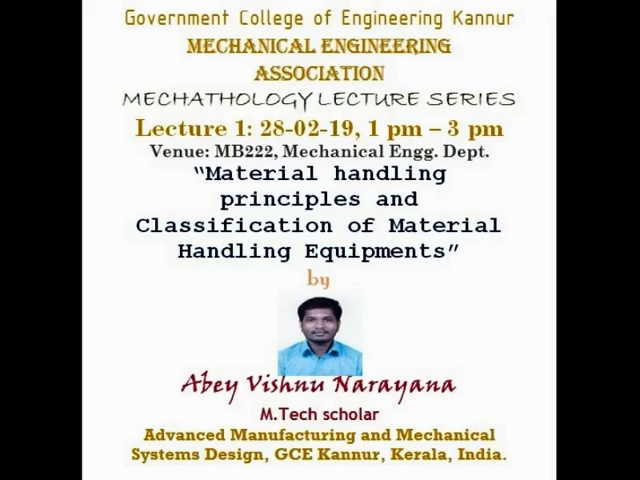 Government College of Engineering Kannur
MECHANICAL ENGINEERING
ASSOCIATION
MECHATHOLOGY LECTURE SERIES
Lecture 1: 28-02-19, 1 pm – 3 pm
Venue: MB222, Mechanical Engg. Dept.
“Material handling
principles and
Classification of Material
Handling Equipments”
by
Abey Vishnu Narayana
M.Tech scholar
Advanced Manufacturing and Mechanical
Systems Design, GCE Kannur, Kerala, India.